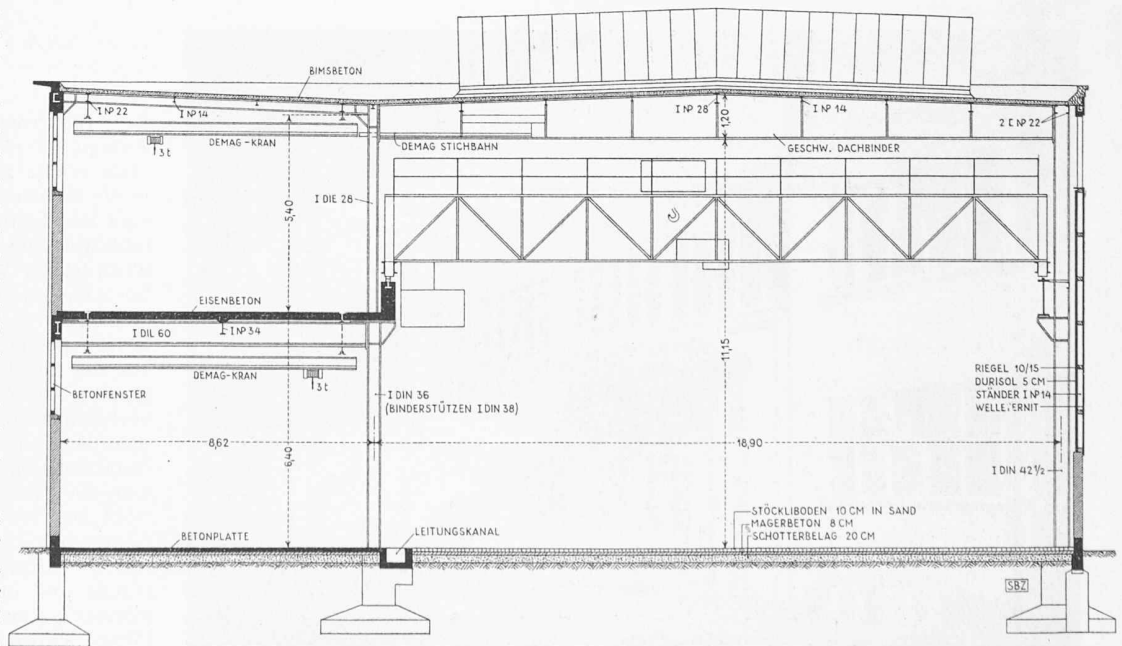 BIMSBETON
I NP 22
I NP 14
DEMAG-KRAN
3t
5,40
I DIE 28
DEMAG STICHBAHN
I NP 28
1,20
I NP 14
GESCHW. DACHBINDER
2 [ NP 22
EISENBETON
I DIL 60
I NP 34
DEMAG-KRAN
3t
BETONFENSTER
I DIN 36
(BINDERSTÜTZEN I DIN 38)
11,15
RIEGEL 10/15
DURISOL 5 CM
STÄNDER I NP 14
WELLETERNIT
8,62
6,40
18,90
I DIN 42½
STÖCKLIBODEN 10 CM IN SAND
MAGERBETON 8 CM
SCHOTTERBELAG 20 CM
BETONPLATTE
LEITUNGSKANAL
SBZ